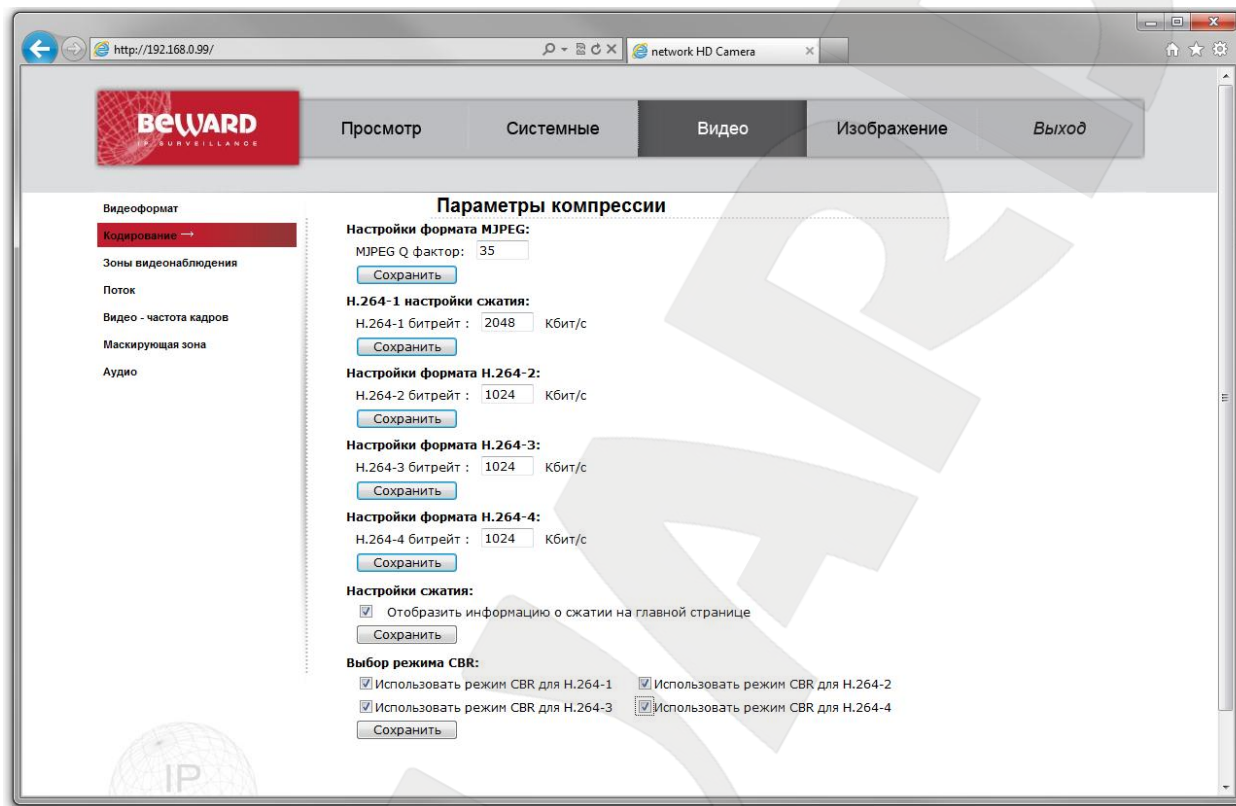 http://192.168.0.99/
network HD Camera
BEWARD
IP SURVEILLANCE
Просмотр
Системные
Видео
Изображение
Выход
Видеоформат
Кодирование →
Зоны видеонаблюдения
Поток
Видео - частота кадров
Маскирующая зона
Аудио
Параметры компрессии
Настройки формата MJPEG:
MJPEG Q фактор: 35
Сохранить
H.264-1 настройки сжатия:
H.264-1 битрейт : 2048 Кбит/с
Сохранить
Настройки формата H.264-2:
H.264-2 битрейт : 1024 Кбит/с
Сохранить
Настройки формата H.264-3:
H.264-3 битрейт : 1024 Кбит/с
Сохранить
Настройки формата H.264-4:
H.264-4 битрейт : 1024 Кбит/с
Сохранить
Настройки сжатия:
Отобразить информацию о сжатии на главной странице
Сохранить
Выбор режима CBR:
Использовать режим CBR для H.264-1 Использовать режим CBR для H.264-2
Использовать режим CBR для H.264-3 Использовать режим CBR для H.264-4
Сохранить
IP